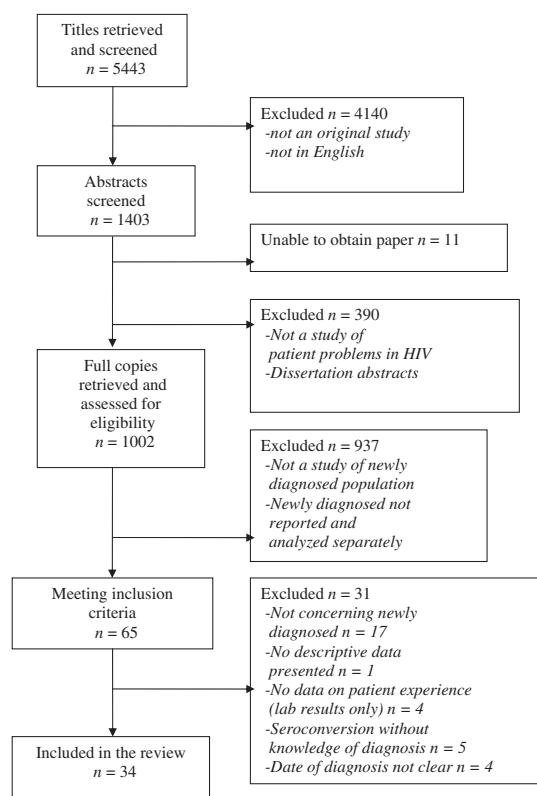 Titles retrieved
and screened
n = 5443
Excluded n = 4140
-not an original study
-not in English
Abstracts
screened
n = 1403
Unable to obtain paper n = 11
Excluded n = 390
-Not a study of
patient problems in HIV
-Dissertation abstracts
Full copies
retrieved and
assessed for
eligibility
n = 1002
Excluded n = 937
-Not a study of newly
diagnosed population
-Newly diagnosed not
reported and
analyzed separately
Meeting inclusion
criteria
n = 65
Excluded n = 31
-Not concerning newly
diagnosed n = 17
-No descriptive data
presented n = 1
-No data on patient experience
(lab results only) n = 4
-Seroconversion without
knowledge of diagnosis n = 5
-Date of diagnosis not clear n = 4
Included in the review
n = 34